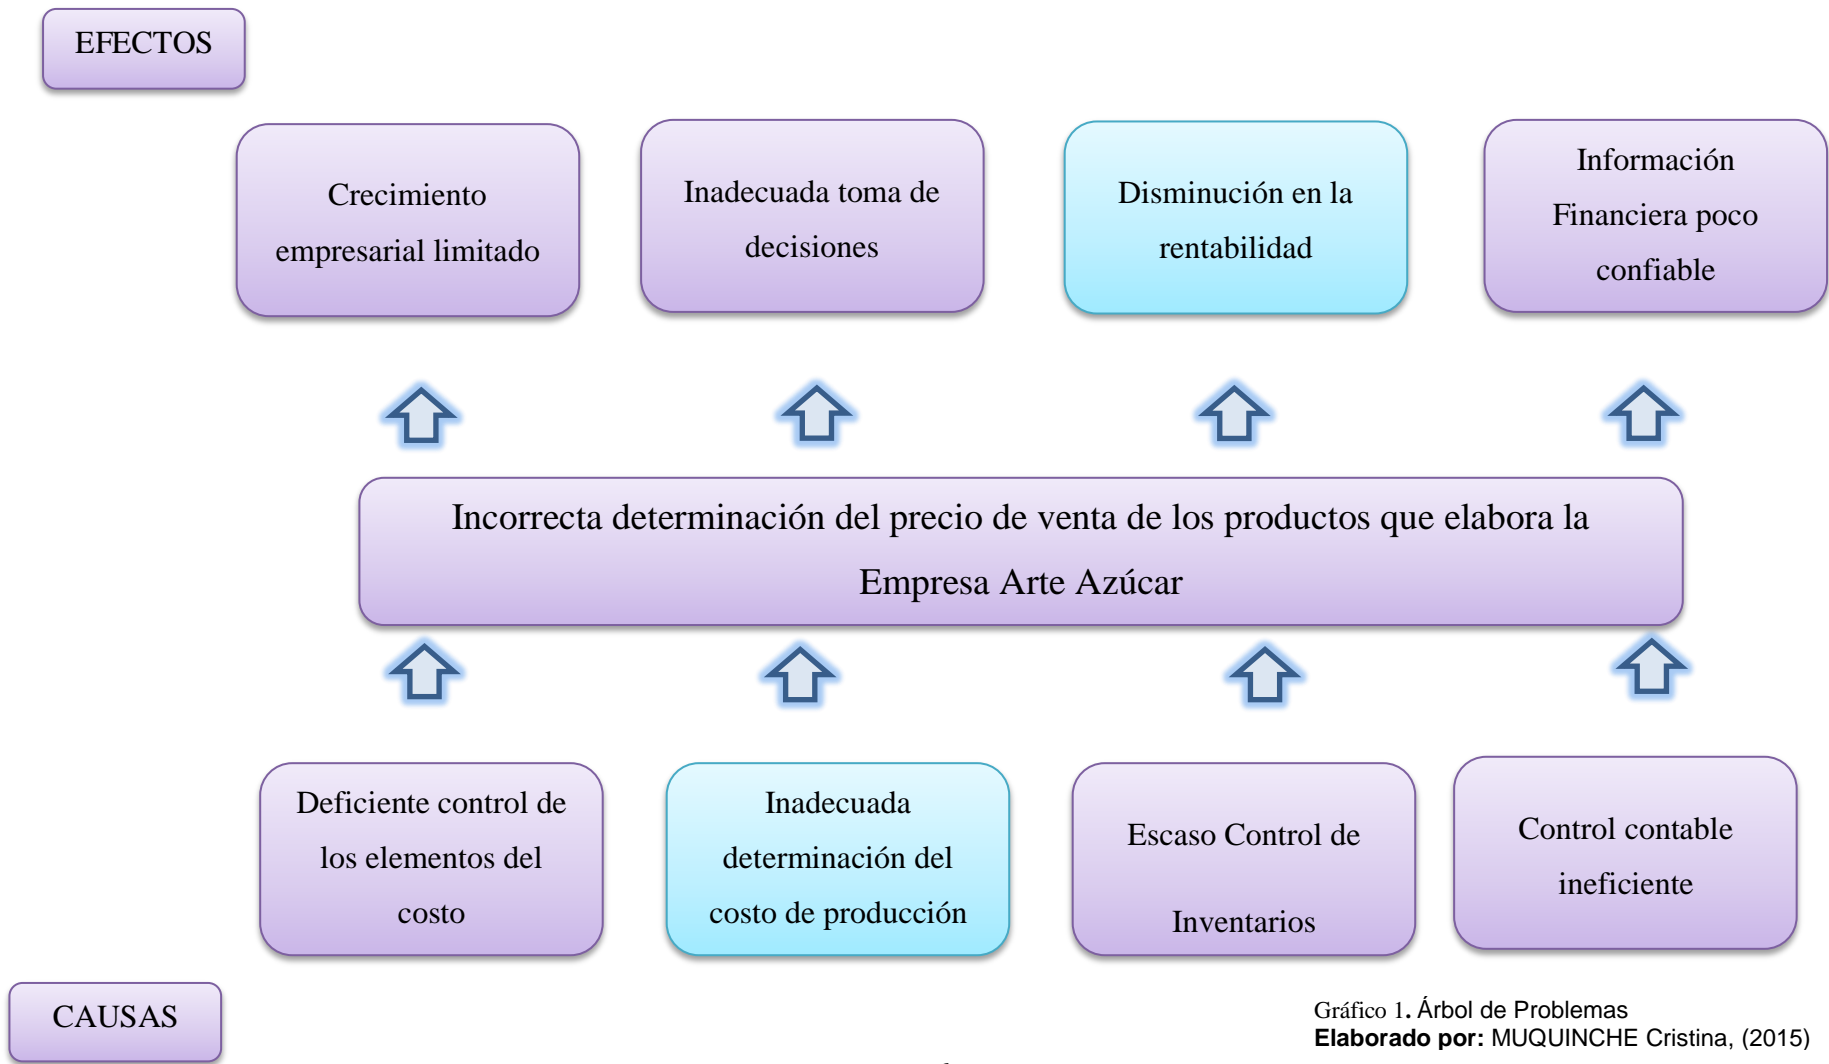 EFECTOS
Crecimiento
empresarial limitado
Inadecuada toma de
decisiones
Disminución en la
rentabilidad
Información
Financiera poco
confiable
Incorrecta determinación del precio de venta de los productos que elabora la
Empresa Arte Azúcar
Deficiente control de
los elementos del
costo
Inadecuada
determinación del
costo de producción
Escaso Control de
Inventarios
Control contable
ineficiente
CAUSAS
Gráfico 1. Árbol de Problemas
Elaborado por: MUQUINCHE Cristina, (2015)